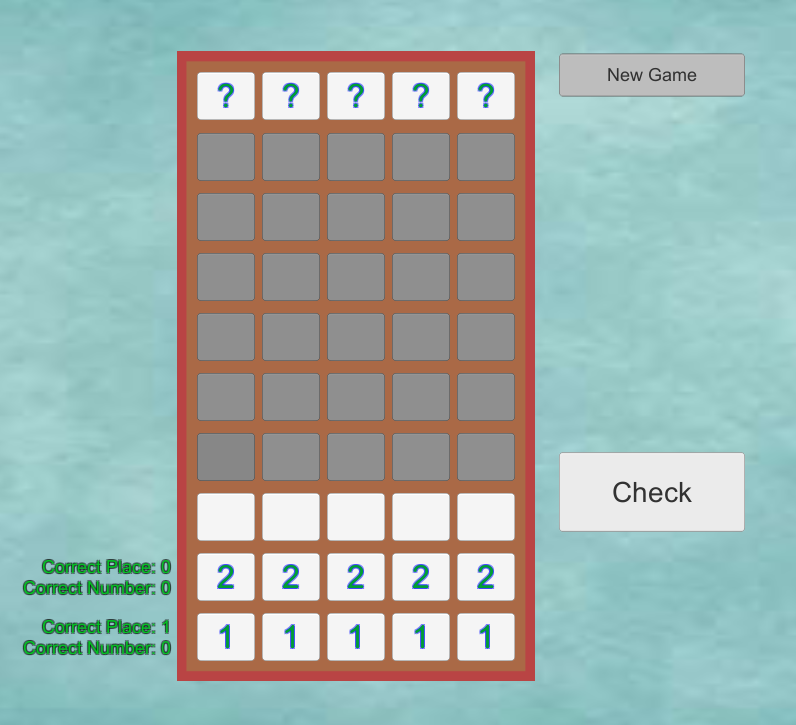 ? ? ? ? ?
New Game
Check
Correct Place: 0
Correct Number: 0
2 2 2 2 2
Correct Place: 1
Correct Number: 0
1 1 1 1 1